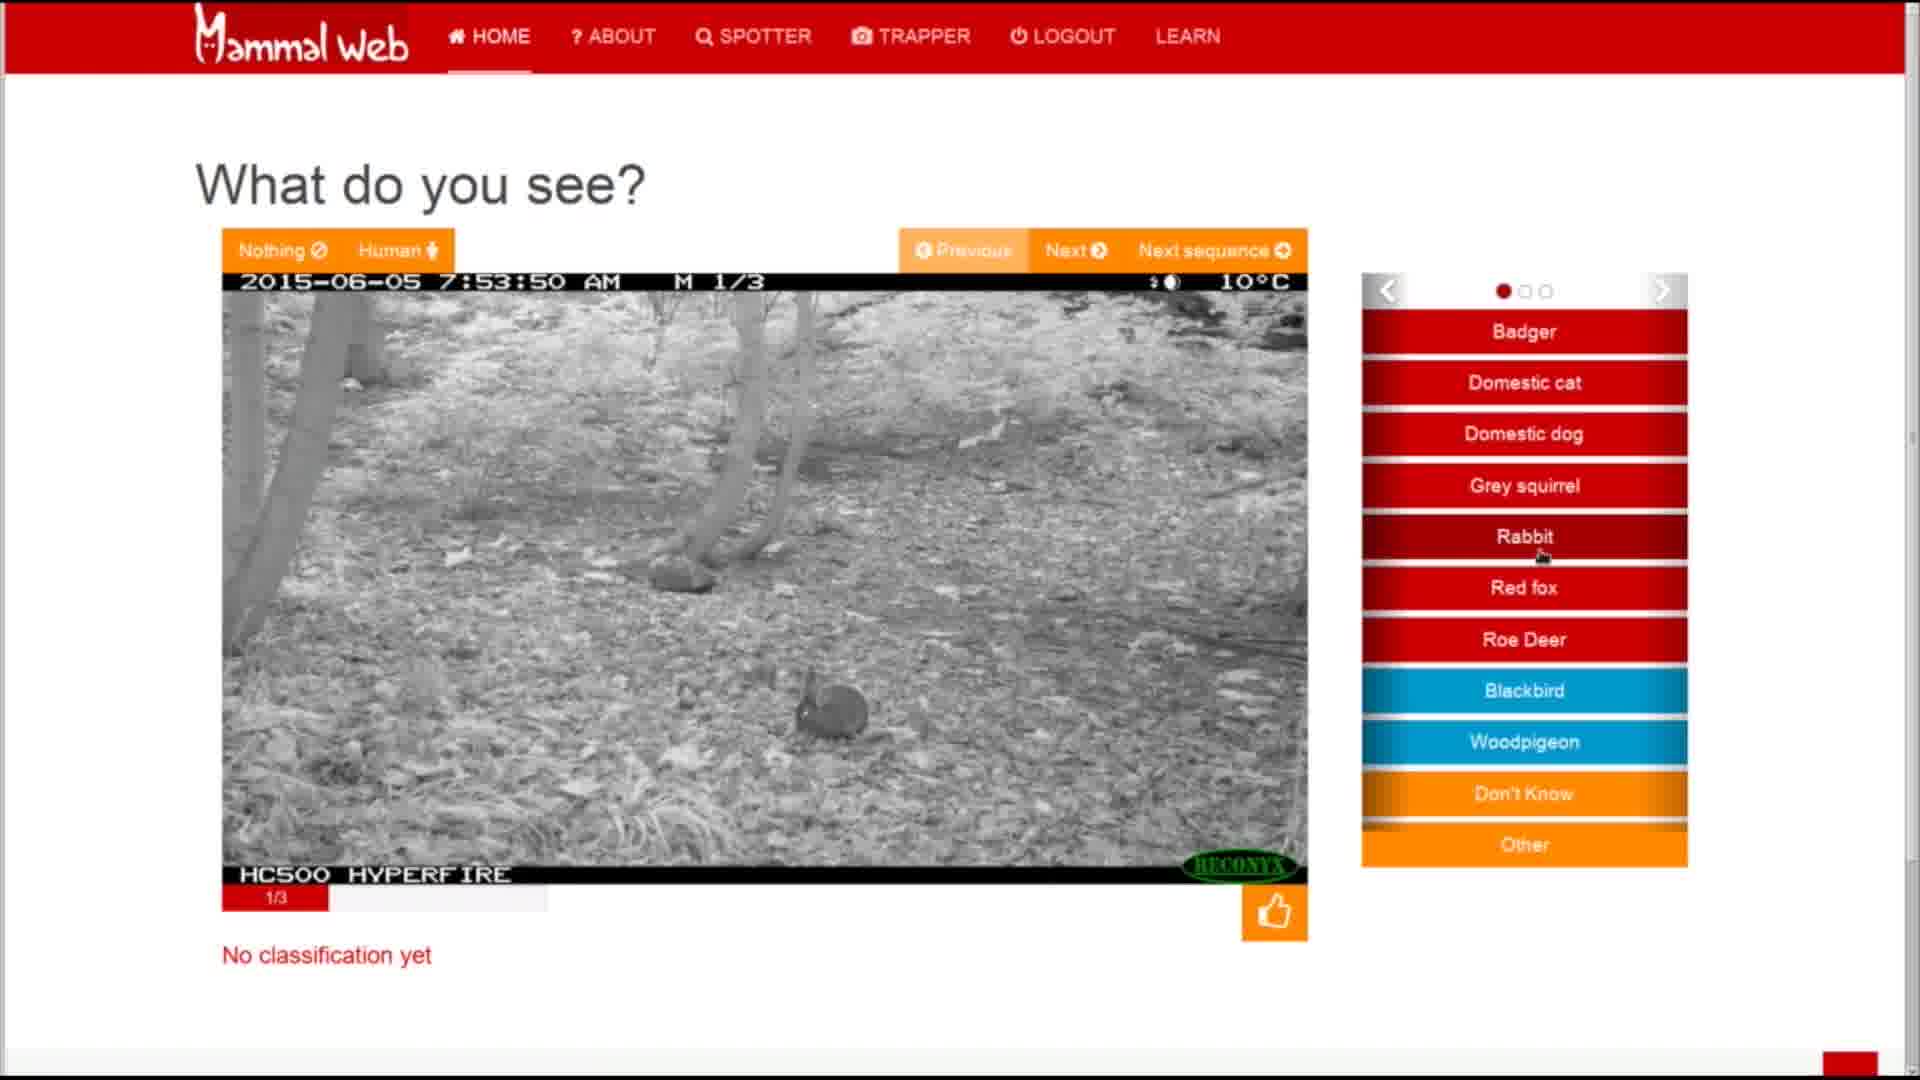 Mammal Web
HOME
? ABOUT
SPOTTER
TRAPPER
LOGOUT
LEARN
What do you see?
Nothing
Human
Previous
Next
Next sequence
2015-06-05 7:53:50 AM M 1/3 10°C
Badger
Domestic cat
Domestic dog
Grey squirrel
Rabbit
Red fox
Roe Deer
Blackbird
Woodpigeon
Don't Know
Other
HC500 HYPERFIRE
RECONYX
1/3
No classification yet